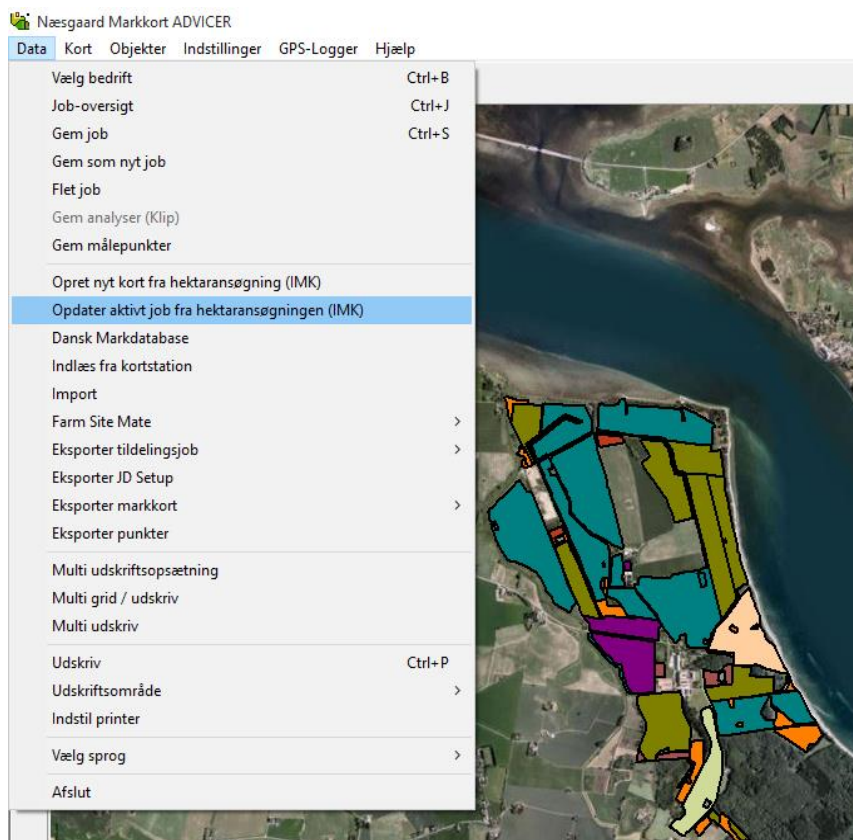 Næsgaard Markkort ADVICER
Data Kort Objekter Indstillinger GPS-Logger Hjælp
Vælg bedrift Ctrl+B
Job-oversigt Ctrl+J
Gem job Ctrl+S
Gem som nyt job
Flet job
Gem analyser (Klip)
Gem målepunkter
Opret nyt kort fra hektaransøgning (IMK)
Opdater aktivt job fra hektaransøgningen (IMK)
Dansk Markdatabase
Indlæs fra kortstation
Import
Farm Site Mate
Eksporter tildelingsjob
Eksporter JD Setup
Eksporter markkort
Eksporter punkter
Multi udskriftsopsætning
Multi grid / udskriv
Multi udskriv
Udskriv Ctrl+P
Udskriftsområde
Indstil printer
Vælg sprog
Afslut